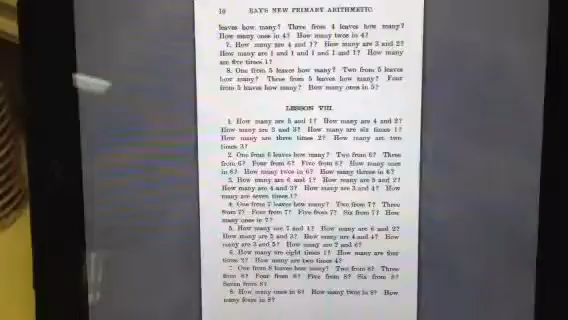 16 RAY'S NEW PRIMARY ARITHMETIC.
leaves how many? Three from 4 leaves how many?
How many ones in 4? How many twos in 4?
7. How many are 4 and 1? How many are 3 and 2?
How many are 1 and 1 and 1 and 1 and 1? How many
are five times 1?
8. One from 5 leaves how many? Two from 5 leaves
how many? Three from 5 leaves how many? Four
from 5 leaves how many? How many ones in 5?
LESSON VIII.
1. How many are 5 and 1? How many are 4 and 2?
How many are 3 and 3? How many are six times 1?
How many are three times 2? How many are two
times 3?
2. One from 6 leaves how many? Two from 6? Three
from 6? Four from 6? Five from 6? How many ones
in 6? How many twos in 6? How many threes in 6?
3. How many are 6 and 1? How many are 5 and 2?
How many are 4 and 3? How many are 3 and 4? How
many are seven times 1?
4. One from 7 leaves how many? Two from 7? Three
from 7? Four from 7? Five from 7? Six from 7? How
many ones in 7?
5. How many are 7 and 1? How many are 6 and 2?
How many are 5 and 3? How many are 4 and 4? How
many are 3 and 5? How many are 2 and 6?
6. How many are eight times 1? How many are four
times 2? How many are two times 4?
7. One from 8 leaves how many? Two from 8? Three
from 8? Four from 8? Five from 8? Six from 8?
Seven from 8?
8. How many ones in 8? How many twos in 8? How
many fours in 8?